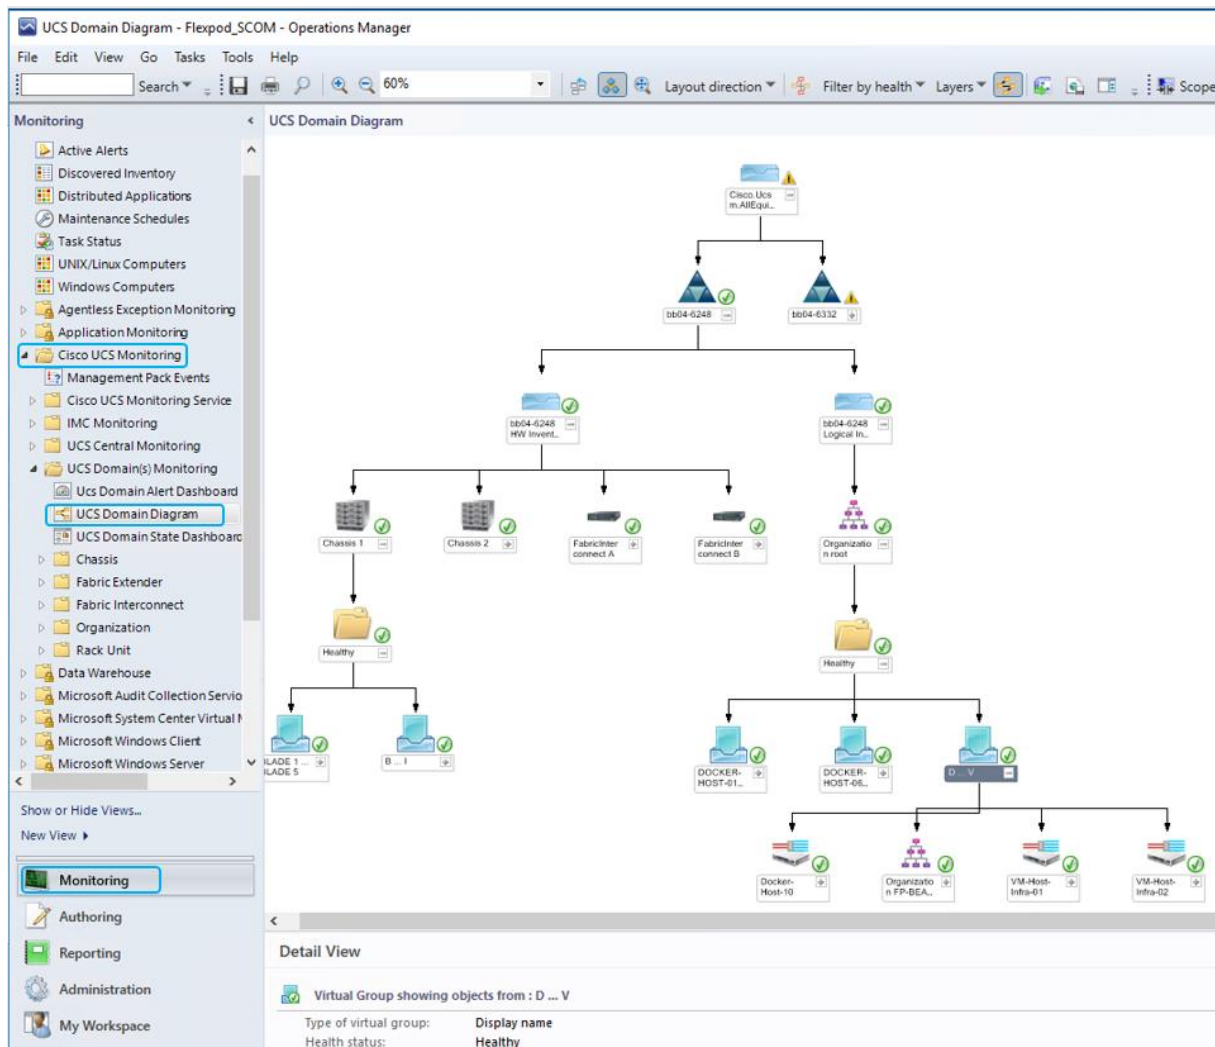 UCS Domain Diagram - Flexpod_SCOM - Operations Manager
File Edit View Go Tasks Tools Help
Search 60% Layout direction Filter by health Layers Scope
Monitoring
Active Alerts
Discovered Inventory
Distributed Applications
Maintenance Schedules
Task Status
UNIX/Linux Computers
Windows Computers
Agentless Exception Monitoring
Application Monitoring
Cisco UCS Monitoring
Management Pack Events
Cisco UCS Monitoring Service
IMC Monitoring
UCS Central Monitoring
UCS Domain(s) Monitoring
Ucs Domain Alert Dashboard
UCS Domain Diagram
UCS Domain State Dashboard
Chassis
Fabric Extender
Fabric Interconnect
Organization
Rack Unit
Data Warehouse
Microsoft Audit Collection Servic
Microsoft System Center Virtual M
Microsoft Windows Client
Microsoft Windows Server
Show or Hide Views...
New View
Monitoring
Authoring
Reporting
Administration
My Workspace
UCS Domain Diagram
Cisco.Ucs
m.AllEqui...
bb04-6248
bb04-6332
bb04-6248
HW Invent...
bb04-6248
Logical In...
Chassis 1
Chassis 2
FabricInter
connect A
FabricInter
connect B
Organizatio
n root
Healthy
Healthy
LADE 1 ...
LADE 5
B ... I
DOCKER-
HOST-01...
DOCKER-
HOST-06...
D ... V
Docker-
Host-10
Organizatio
n FP-BEA...
VM-Host-
Infra-01
VM-Host-
Infra-02
Detail View
Virtual Group showing objects from : D ... V
Type of virtual group: Display name
Health status: Healthy